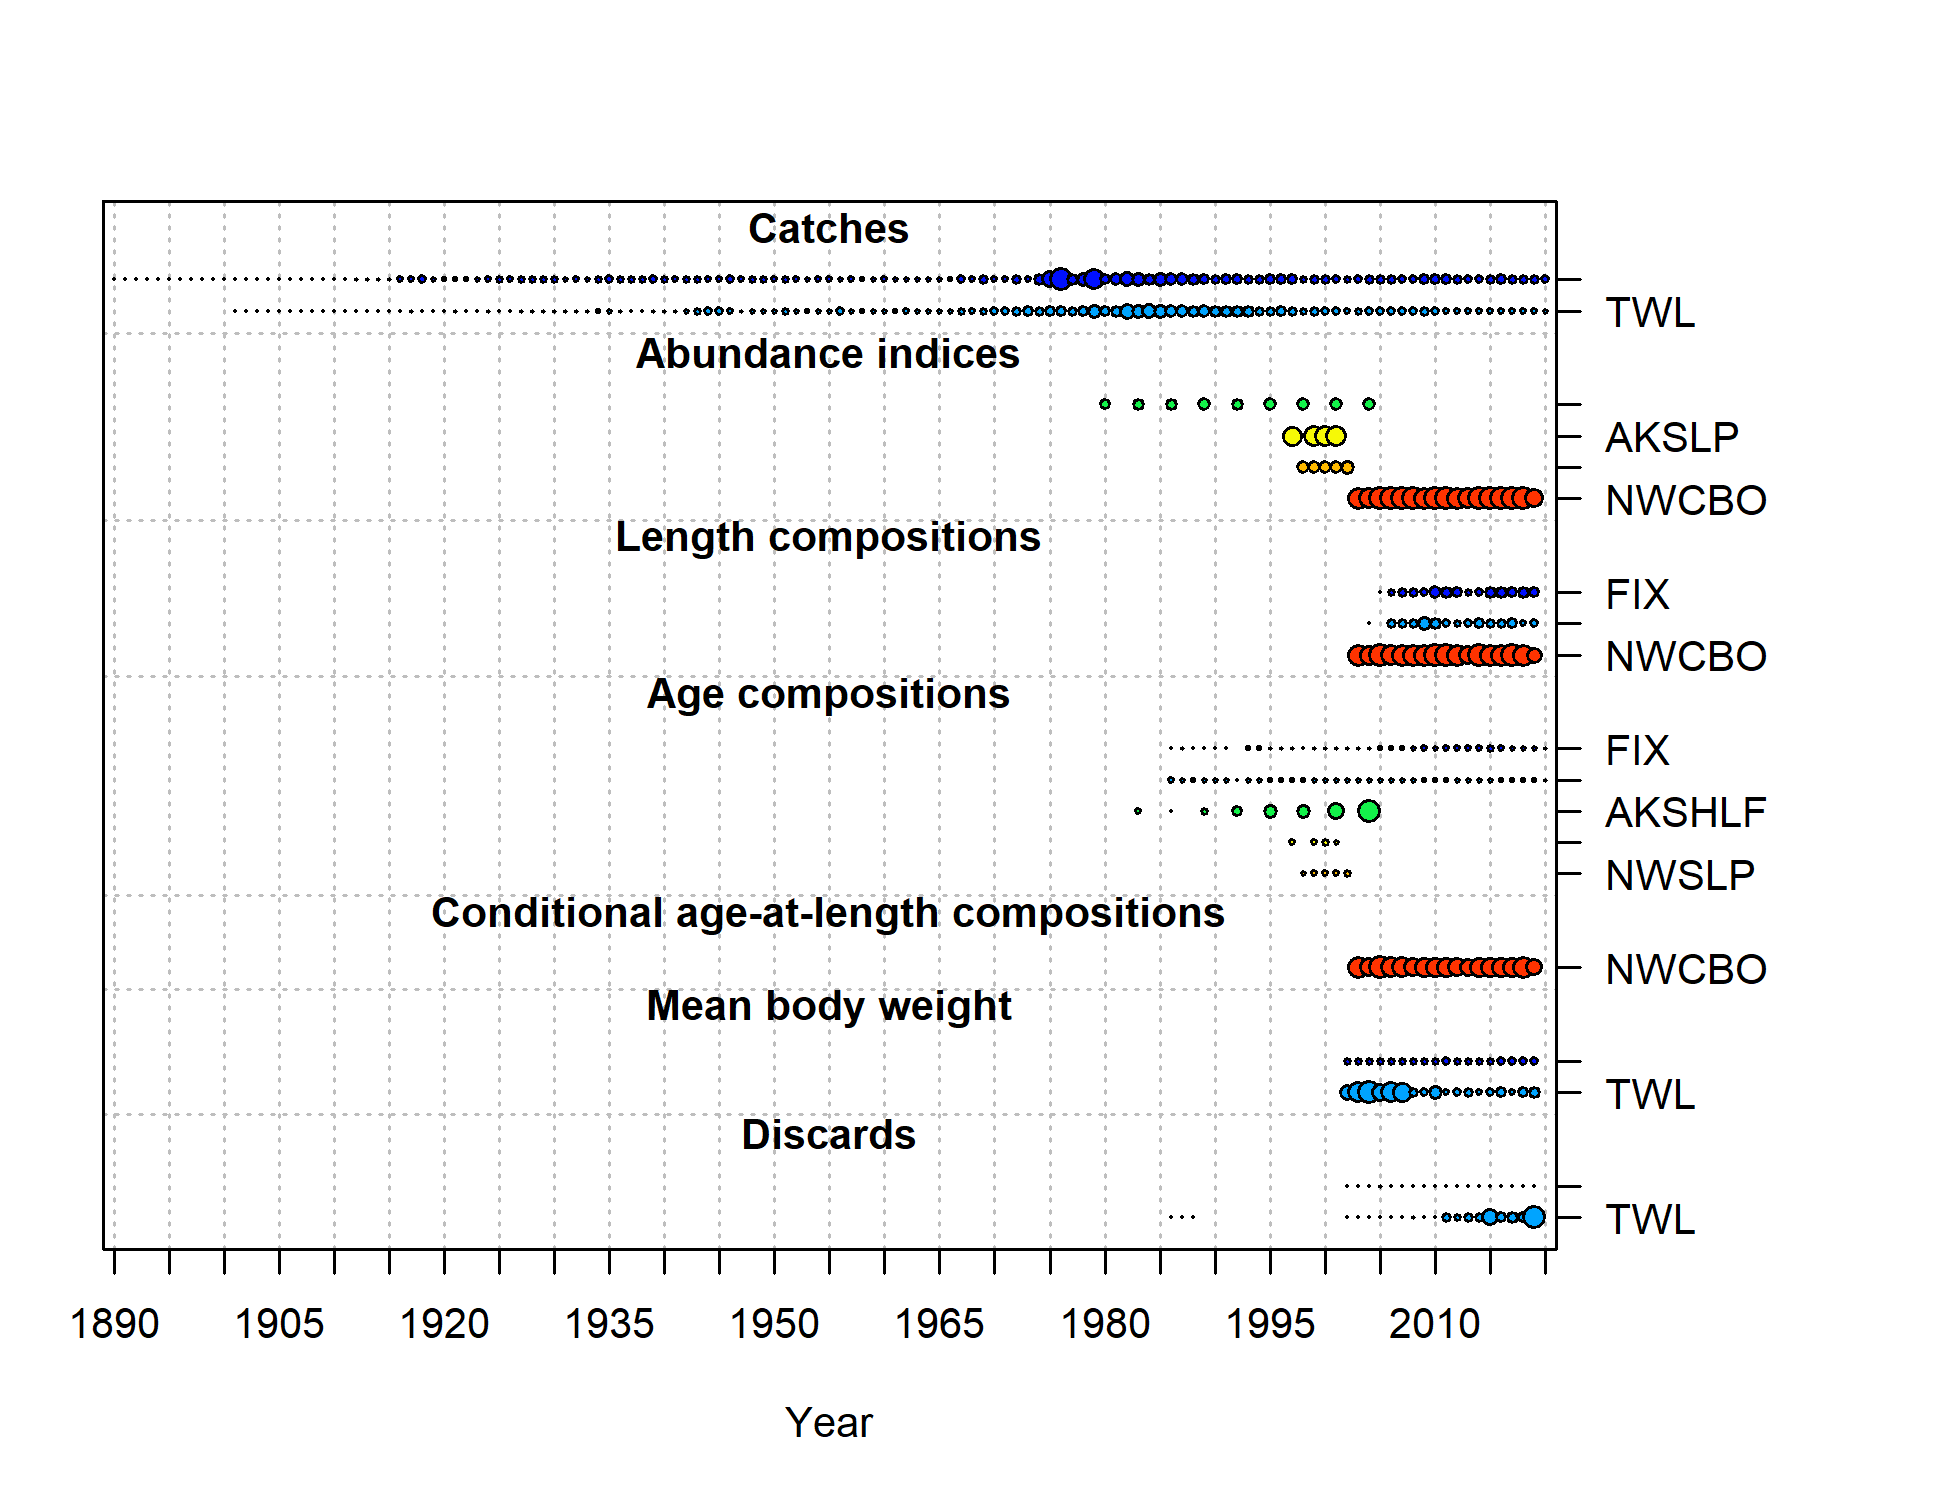 Catches
TWL
Abundance indices
AKSLP
NWCBO
Length compositions
FIX
NWCBO
Age compositions
FIX
AKSHLF
NWSLP
Conditional age-at-length compositions
NWCBO
Mean body weight
TWL
Discards
TWL
1890 1905 1920 1935 1950 1965 1980 1995 2010
Year